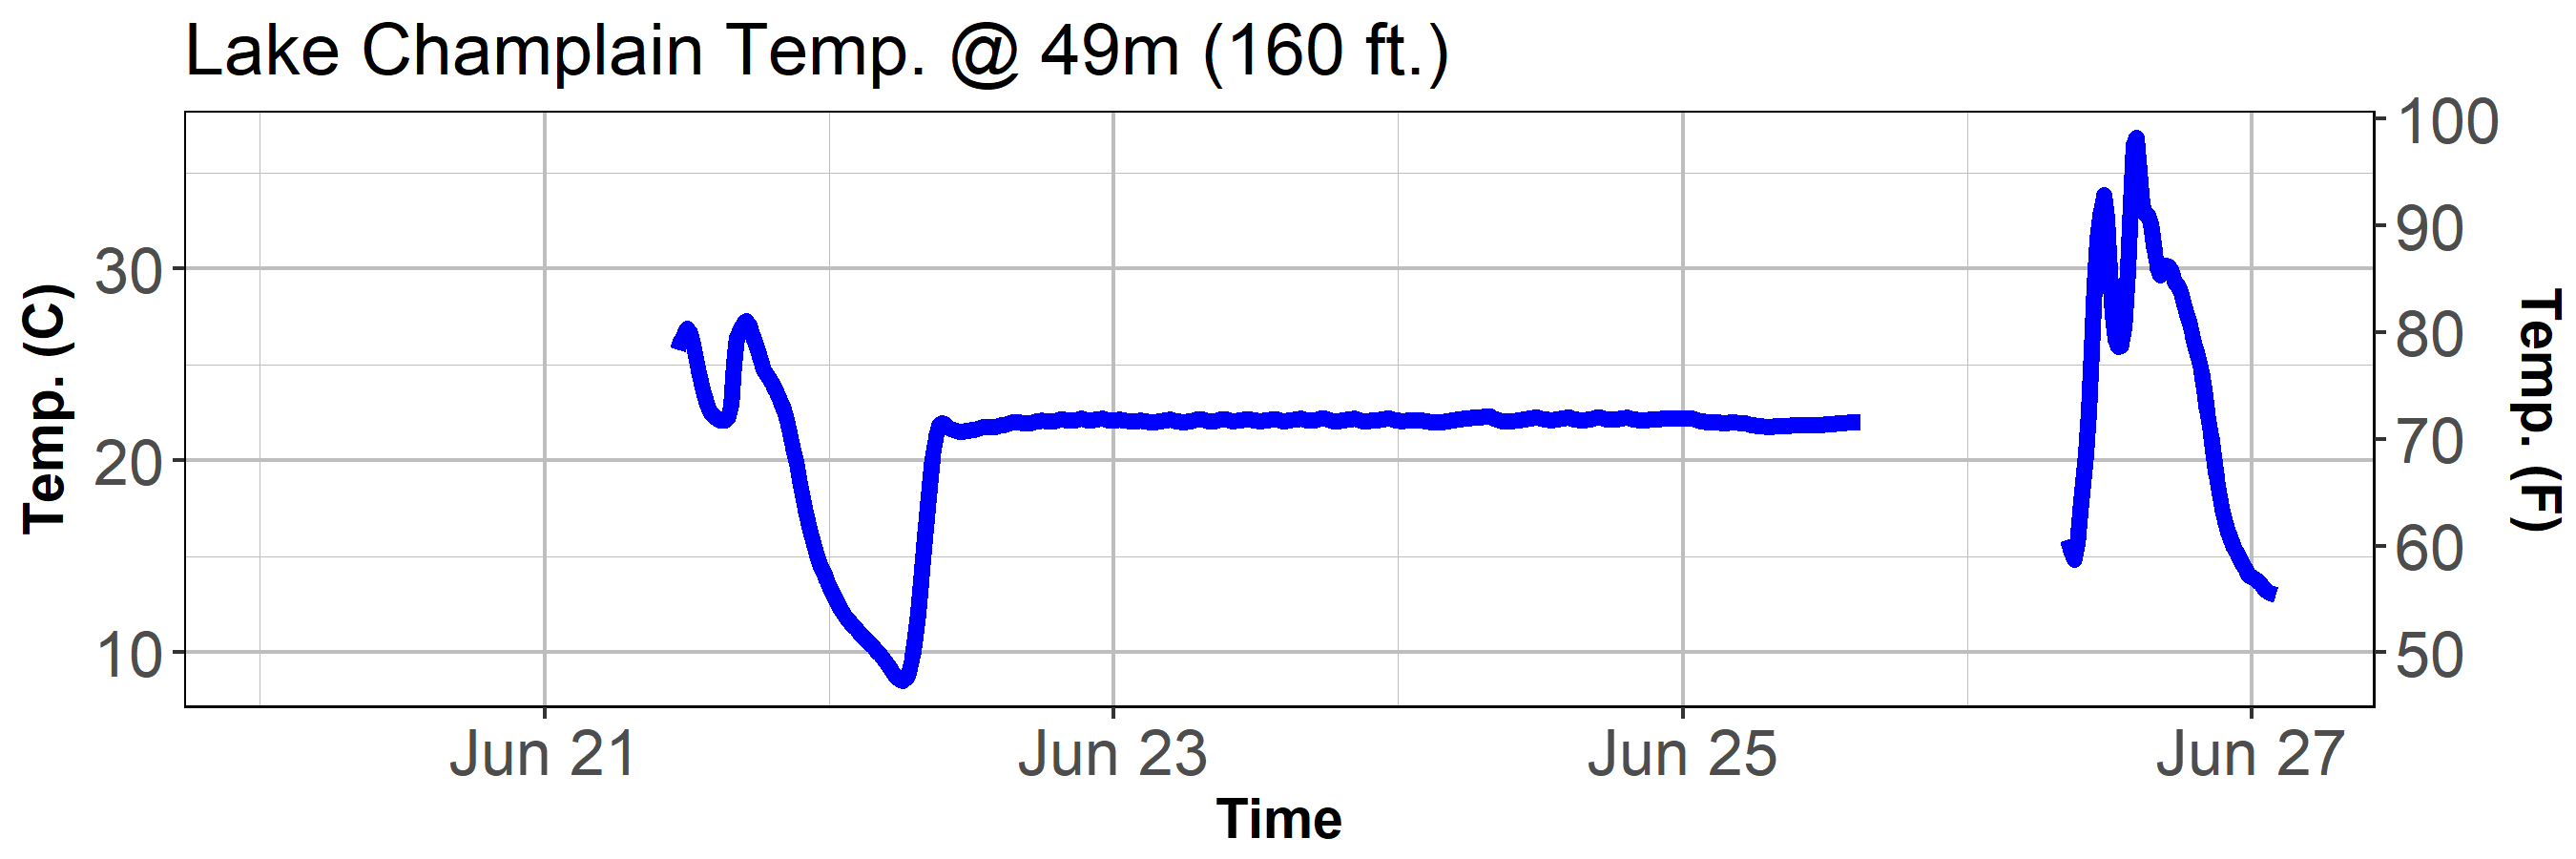 Lake Champlain Temp. @ 49m (160 ft.)
Temp. (C)
30
20
10
100
90
80
70
60
50
Temp. (F)
Jun 21 Jun 23 Jun 25 Jun 27
Time